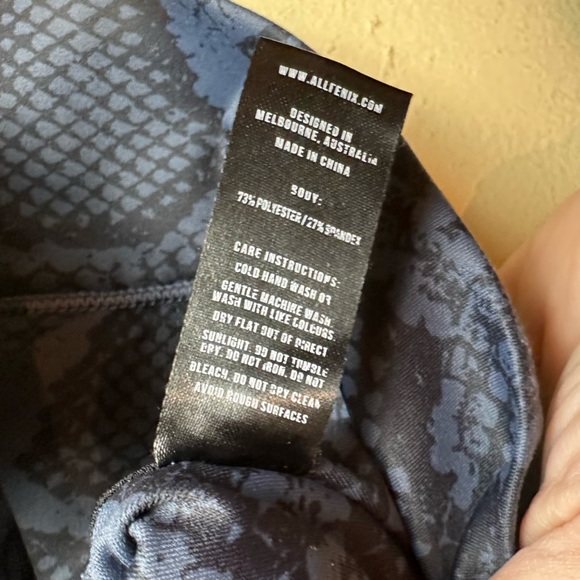 WWW.ALLFENIX.COM
DESIGNED IN
MELBOURNE, AUSTRALIA
MADE IN CHINA
BODY:
73% POLYESTER / 27% SPANDEX
CARE INSTRUCTIONS:
COLD HAND WASH OR
GENTLE MACHINE WASH.
WASH WITH LIKE COLOURS.
DRY FLAT OUT OF DIRECT
SUNLIGHT. DO NOT TUMBLE
DRY. DO NOT IRON. DO NOT
BLEACH. DO NOT DRY CLEAN.
AVOID ROUGH SURFACES